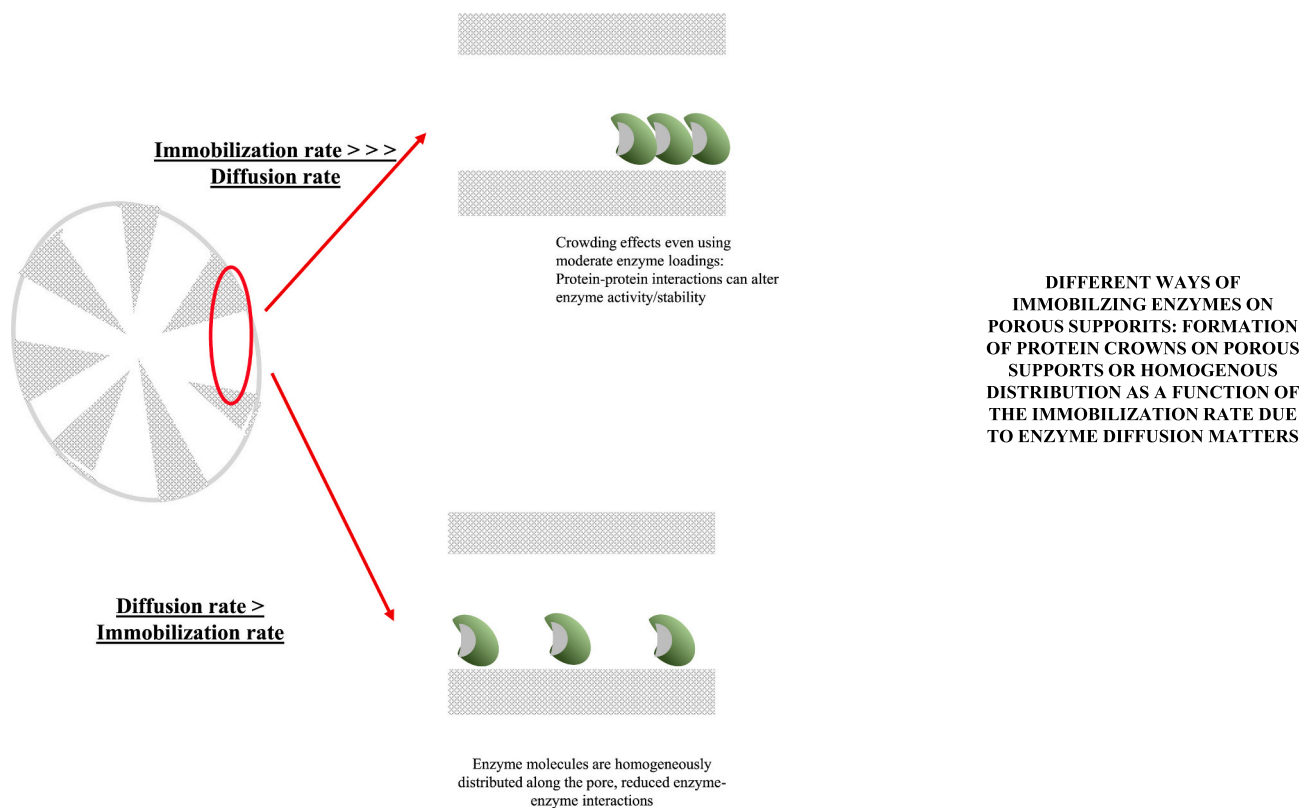 Immobilization rate > > >
Diffusion rate
Crowding effects even using
moderate enzyme loadings:
Protein-protein interactions can alter
enzyme activity/stability
DIFFERENT WAYS OF
IMMOBILZING ENZYMES ON
POROUS SUPPORITS: FORMATION
OF PROTEIN CROWNS ON POROUS
SUPPORTS OR HOMOGENOUS
DISTRIBUTION AS A FUNCTION OF
THE IMMOBILIZATION RATE DUE
TO ENZYME DIFFUSION MATTERS
Diffusion rate >
Immobilization rate
Enzyme molecules are homogeneously
distributed along the pore, reduced enzyme-
enzyme interactions